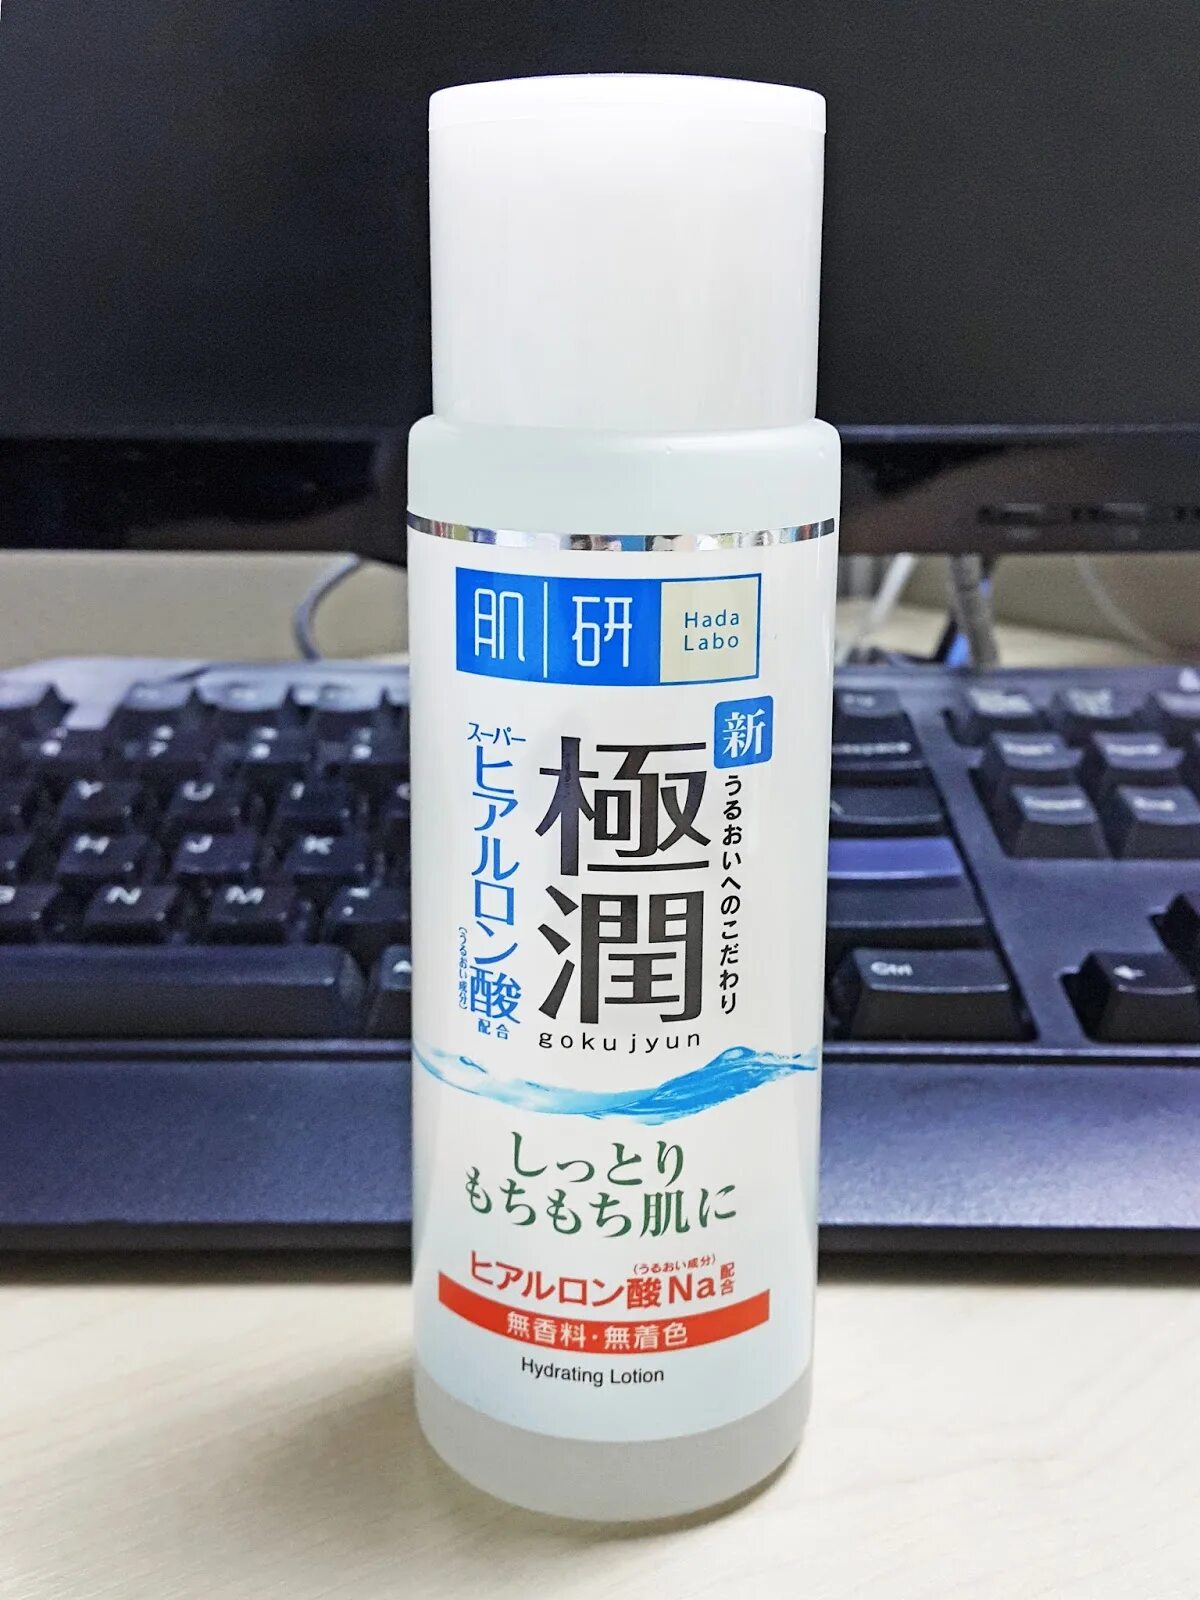 肌研
Hada
Labo
新
うるおいへのこだわり
極潤
gokujyun
スーパー
ヒアルロン酸
(うるおい成分)
配合
しっとり
もちもち肌に
(うるおい成分)
ヒアルロン酸Na配合
無香料・無着色
Hydrating Lotion
Y
U
I
H
J
K
N
M
Ctrl